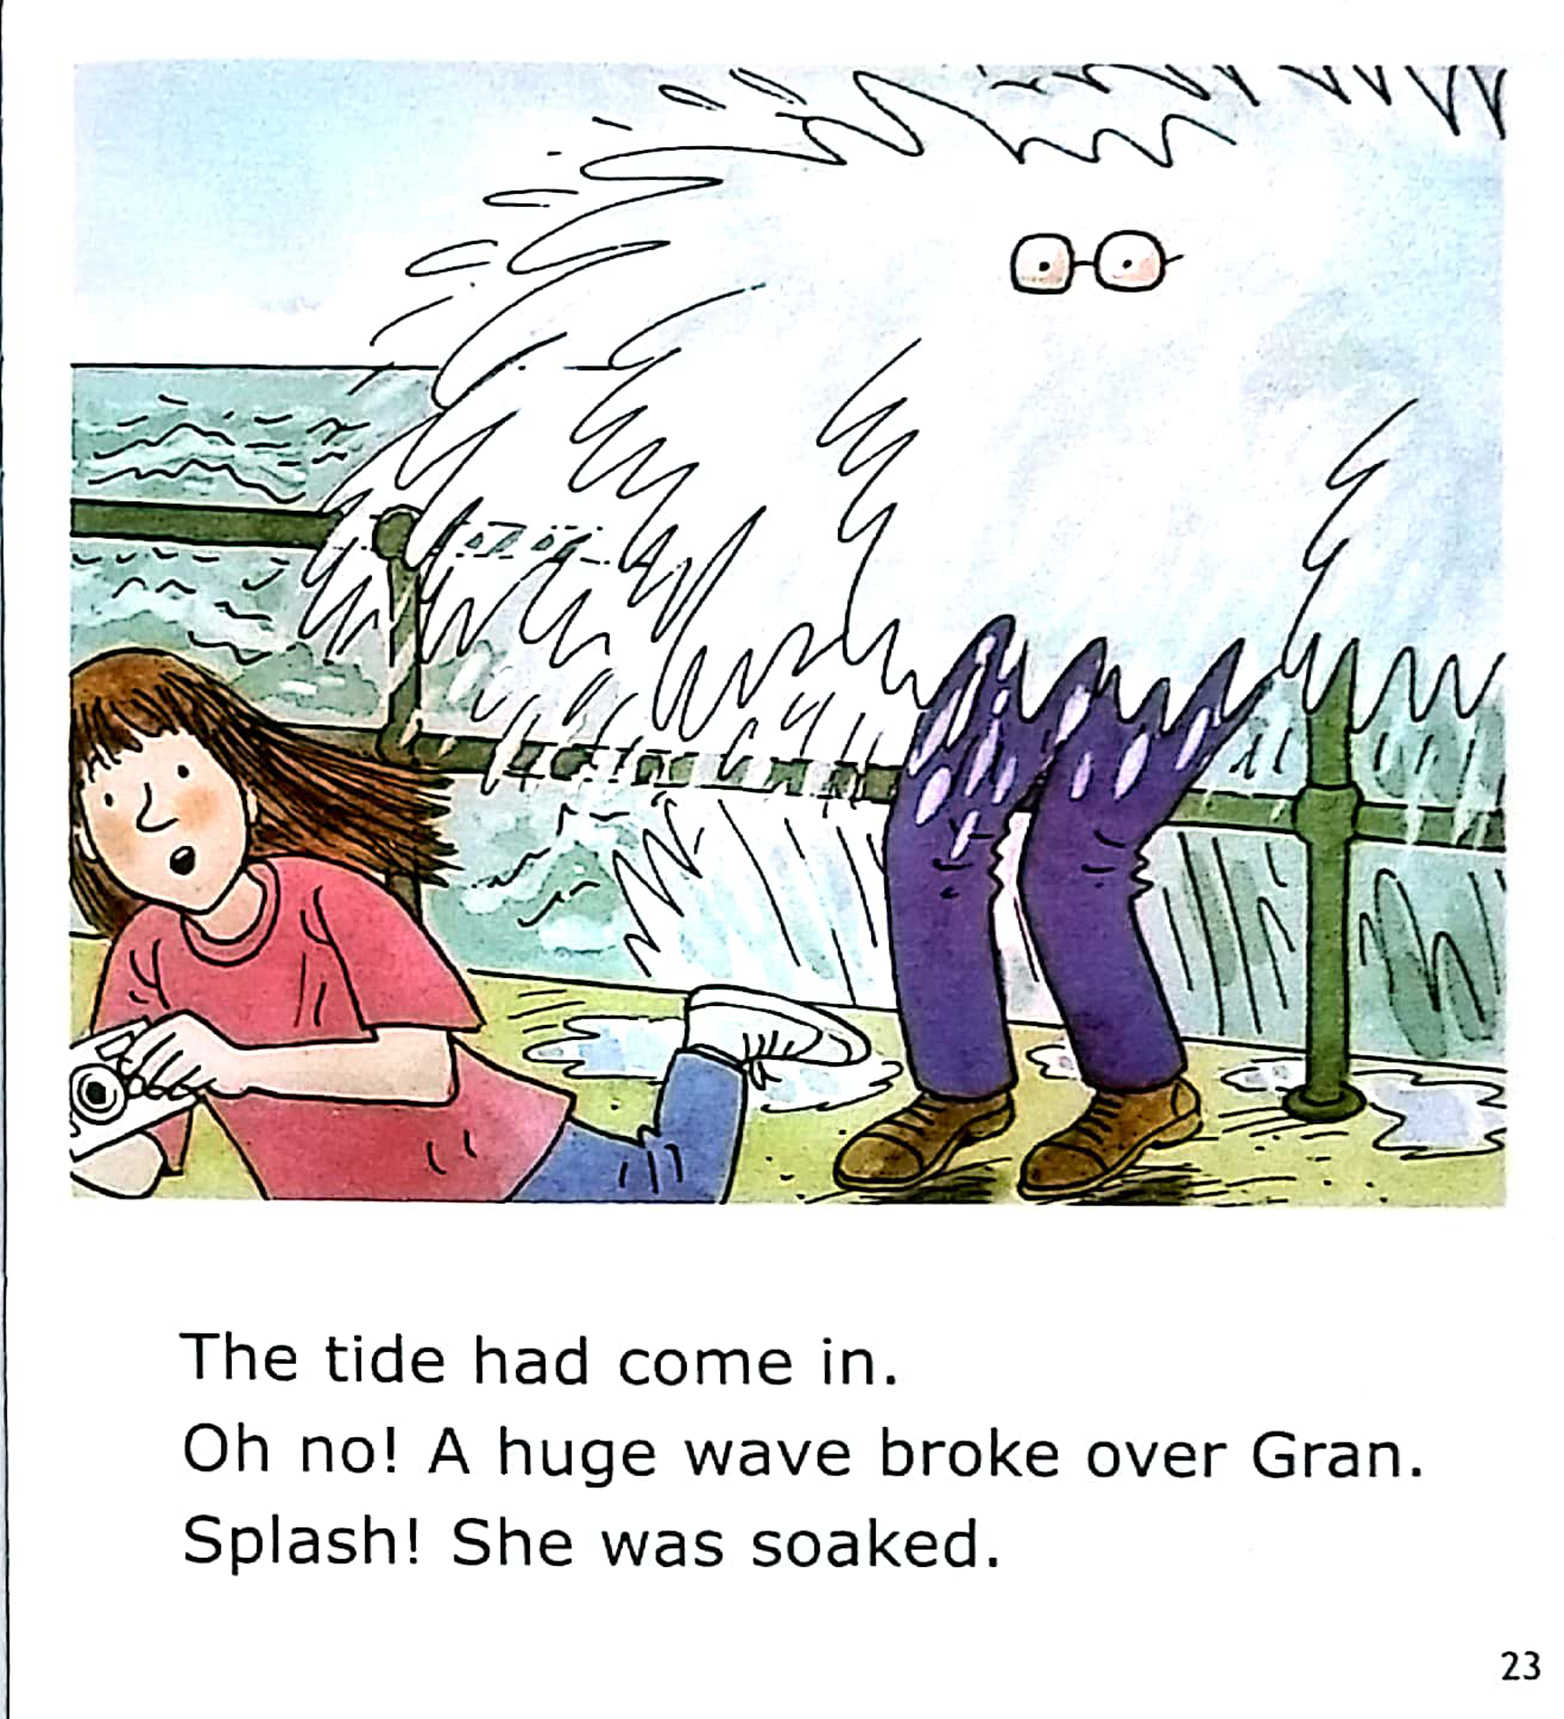 The tide had come in.
Oh no! A huge wave broke over Gran.
Splash! She was soaked.
23